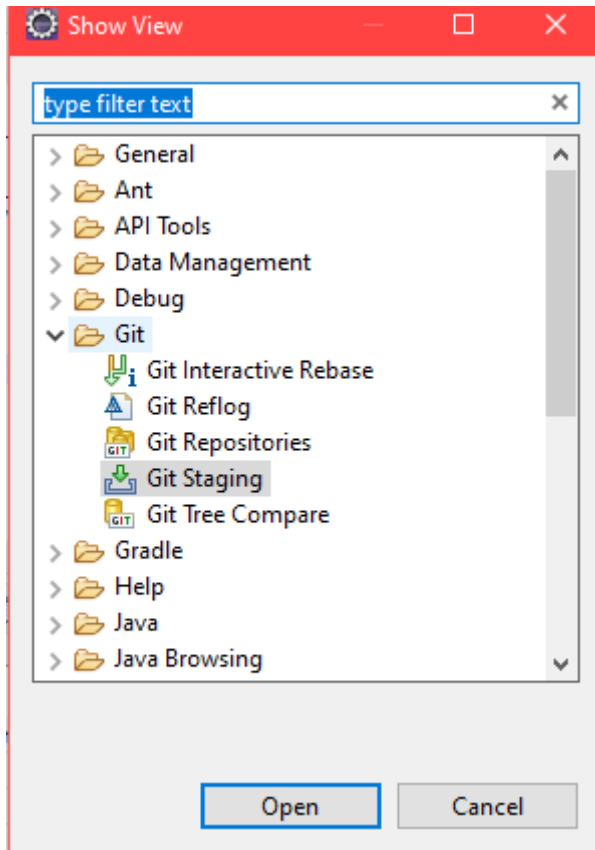 Show View
type filter text
General
Ant
API Tools
Data Management
Debug
Git
Git Interactive Rebase
Git Reflog
Git Repositories
Git Staging
Git Tree Compare
Gradle
Help
Java
Java Browsing
Open Cancel